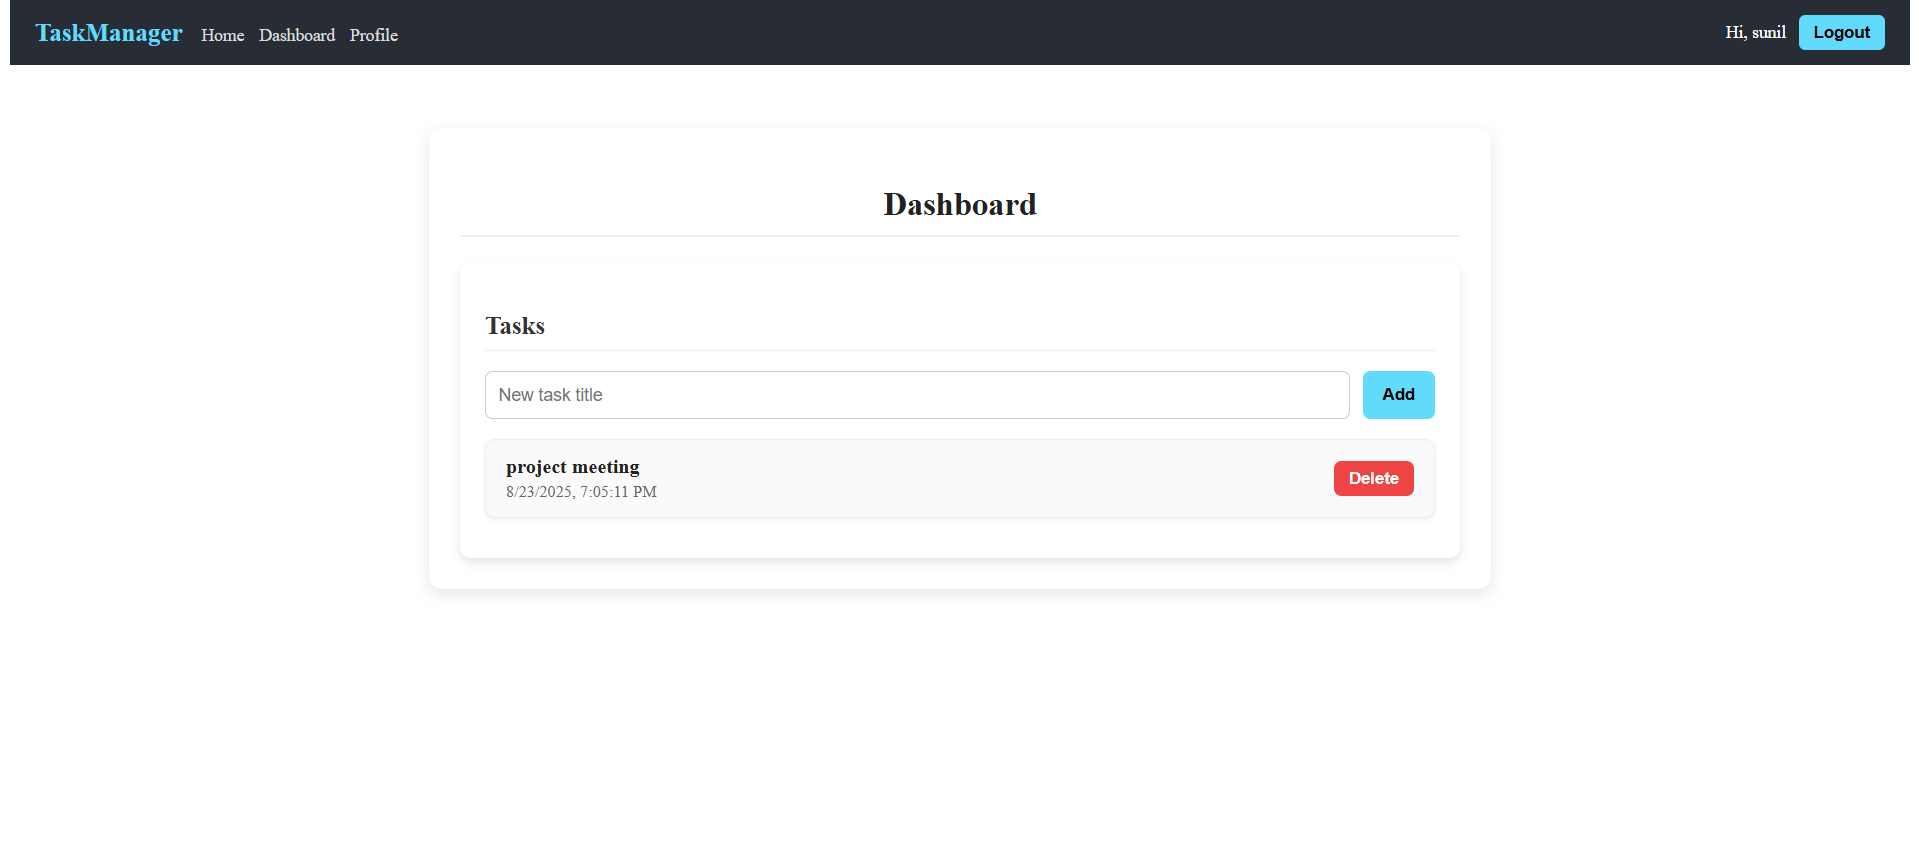 TaskManager Home Dashboard Profile Hi, sunil Logout
Dashboard
Tasks
New task title Add
project meeting
8/23/2025, 7:05:11 PM
Delete